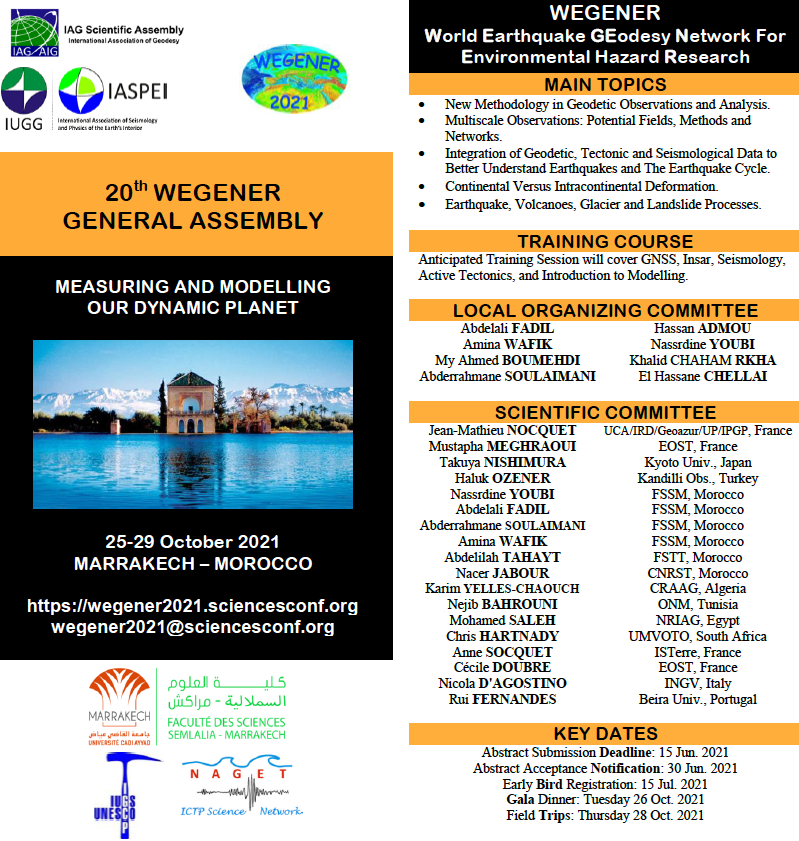 IAG Scientific Assembly
International Association of Geodesy
IAG AIG
WEGENER
2021
IUGG
IASPEI
International Association of Seismology
and Physics of the Earth's Interior
20th WEGENER
GENERAL ASSEMBLY
MEASURING AND MODELLING
OUR DYNAMIC PLANET
25-29 October 2021
MARRAKECH – MOROCCO
https://wegener2021.sciencesconf.org
wegener2021@sciencesconf.org
MARRAKECH
جامعة القاضي عياض
UNIVERSITÉ CADI AYYAD
كلية العلوم
السملالية - مراكش
FACULTÉ DES SCIENCES
SEMLALIA - MARRAKECH
IUGS
UNESCO
IGCP
NAGET
ICTP Science Network
WEGENER
World Earthquake GEodesy Network For
Environmental Hazard Research
MAIN TOPICS
• New Methodology in Geodetic Observations and Analysis.
• Multiscale Observations: Potential Fields, Methods and
Networks.
• Integration of Geodetic, Tectonic and Seismological Data to
Better Understand Earthquakes and The Earthquake Cycle.
• Continental Versus Intracontinental Deformation.
• Earthquake, Volcanoes, Glacier and Landslide Processes.
TRAINING COURSE
Anticipated Training Session will cover GNSS, Insar, Seismology,
Active Tectonics, and Introduction to Modelling.
LOCAL ORGANIZING COMMITTEE
Abdelali FADIL Hassan ADMOU
Amina WAFIK Nassrdine YOUBI
My Ahmed BOUMEHDI Khalid CHAHAM RKHA
Abderrahmane SOULAIMANI El Hassane CHELLAI
SCIENTIFIC COMMITTEE
Jean-Mathieu NOCQUET UCA/IRD/Geoazur/UP/IPGP, France
Mustapha MEGHRAOUI EOST, France
Takuya NISHIMURA Kyoto Univ., Japan
Haluk OZENER Kandilli Obs., Turkey
Nassrdine YOUBI FSSM, Morocco
Abdelali FADIL FSSM, Morocco
Abderrahmane SOULAIMANI FSSM, Morocco
Amina WAFIK FSSM, Morocco
Abdelilah TAHAYT FSTT, Morocco
Nacer JABOUR CNRST, Morocco
Karim YELLES-CHAOUCH CRAAG, Algeria
Nejib BAHROUNI ONM, Tunisia
Mohamed SALEH NRIAG, Egypt
Chris HARTNADY UMVOTO, South Africa
Anne SOCQUET ISTerre, France
Cécile DOUBRE EOST, France
Nicola D'AGOSTINO INGV, Italy
Rui FERNANDES Beira Univ., Portugal
KEY DATES
Abstract Submission Deadline: 15 Jun. 2021
Abstract Acceptance Notification: 30 Jun. 2021
Early Bird Registration: 15 Jul. 2021
Gala Dinner: Tuesday 26 Oct. 2021
Field Trips: Thursday 28 Oct. 2021